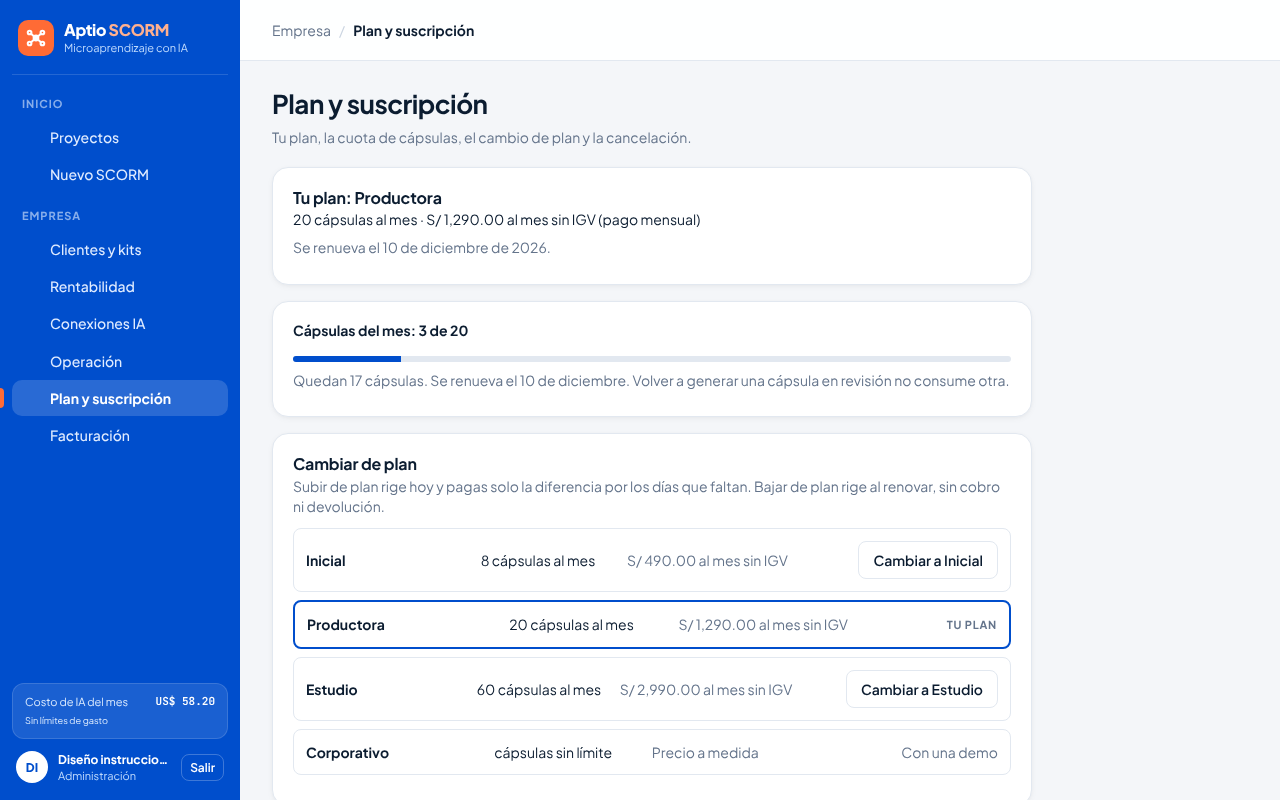 Aptio SCORM
Microaprendizaje con IA
INICIO
Proyectos
Nuevo SCORM
EMPRESA
Clientes y kits
Rentabilidad
Conexiones IA
Operación
Plan y suscripción
Facturación
Costo de IA del mes US$ 58.20
Sin límites de gasto
DI
Diseño instruccio…
Administración
Salir
Empresa / Plan y suscripción
Plan y suscripción
Tu plan, la cuota de cápsulas, el cambio de plan y la cancelación.
Tu plan: Productora
20 cápsulas al mes · S/ 1,290.00 al mes sin IGV (pago mensual)
Se renueva el 10 de diciembre de 2026.
Cápsulas del mes: 3 de 20
Quedan 17 cápsulas. Se renueva el 10 de diciembre. Volver a generar una cápsula en revisión no consume otra.
Cambiar de plan
Subir de plan rige hoy y pagas solo la diferencia por los días que faltan. Bajar de plan rige al renovar, sin cobro
ni devolución.
Inicial 8 cápsulas al mes S/ 490.00 al mes sin IGV Cambiar a Inicial
Productora 20 cápsulas al mes S/ 1,290.00 al mes sin IGV TU PLAN
Estudio 60 cápsulas al mes S/ 2,990.00 al mes sin IGV Cambiar a Estudio
Corporativo cápsulas sin límite Precio a medida Con una demo